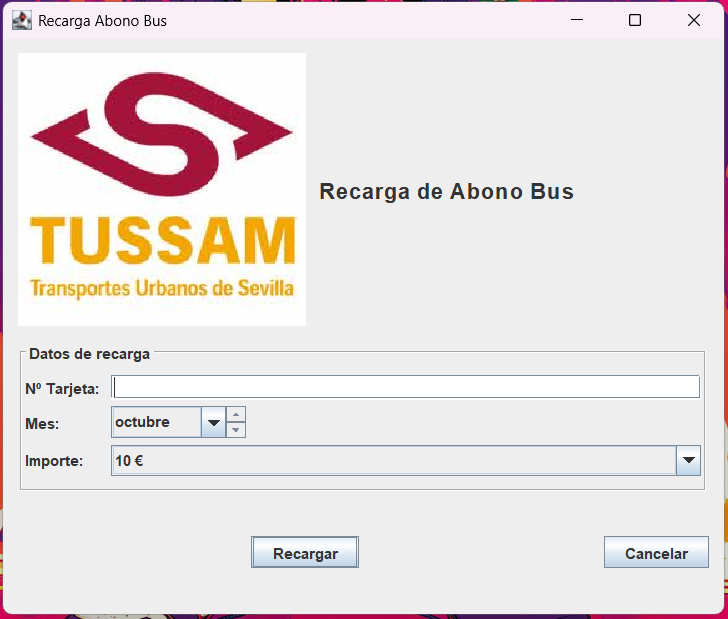 Recarga Abono Bus
TUSSAM
Transportes Urbanos de Sevilla
Recarga de Abono Bus
Datos de recarga
Nº Tarjeta:
Mes:
octubre
Importe:
10 €
Recargar
Cancelar